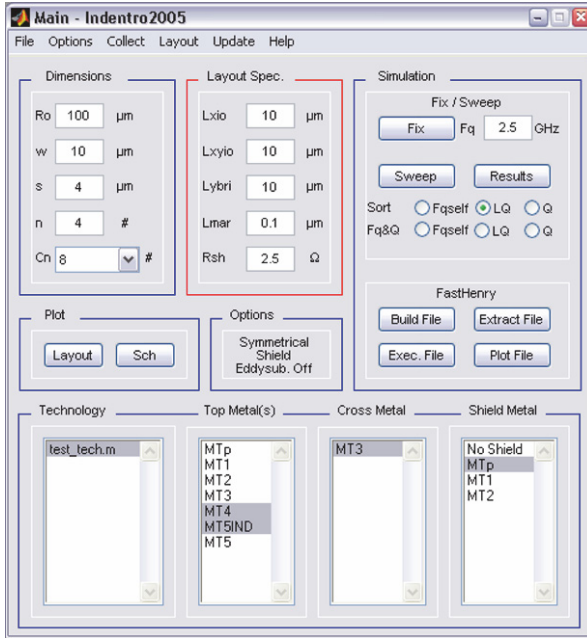 Main - Indentro2005
File Options Collect Layout Update Help
Dimensions
Ro 100 µm
w 10 µm
s 4 µm
n 4 #
Cn 8 #
Layout Spec.
Lxio 10 µm
Lxyio 10 µm
Lybri 10 µm
Lmar 0.1 µm
Rsh 2.5 Ω
Simulation
Fix / Sweep
Fix Fq 2.5 GHz
Sweep Results
Sort Fqself LQ Q
Fq&Q Fqself LQ Q
FastHenry
Build File Extract File
Exec. File Plot File
Plot
Layout Sch
Options
Symmetrical
Shield
Eddysub. Off
Technology
test_tech.m
Top Metal(s)
MTp
MT1
MT2
MT3
MT4
MT5IND
MT5
Cross Metal
MT3
Shield Metal
No Shield
MTp
MT1
MT2